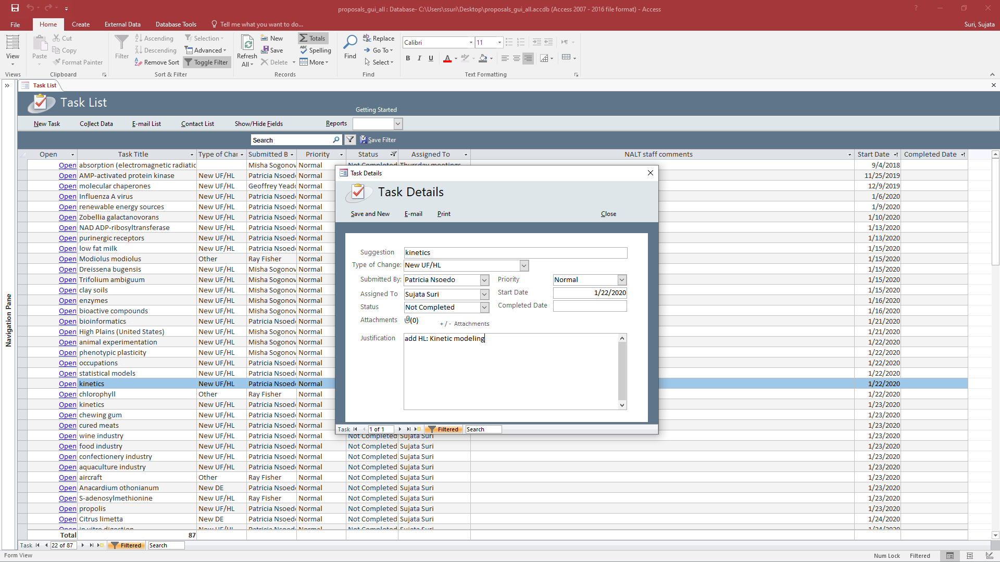 proposals_gui_all : Database- C:\Users\ssuri\Desktop\proposals_gui_all.accdb (Access 2007 - 2016 file format) - Access
File Home Create External Data Database Tools Tell me what you want to do... Suri, Sujata
View
Views
Paste
Cut
Copy
Format Painter
Clipboard
Filter
Ascending
Descending
Remove Sort
Selection
Advanced
Toggle Filter
Sort & Filter
Refresh All
New
Save
Delete
Totals
Spelling
More
Records
Find
Replace
Go To
Select
Find
Calibri 11
B I U A
Text Formatting
Task List
Task List
Getting Started
New Task Collect Data E-mail List Contact List Show/Hide Fields Reports
Search Save Filter
Navigation Pane
Open Task Title Type of Char Submitted B Priority Status Assigned To NALT staff comments Start Date Completed Date
Open absorption (electromagnetic radiatic Misha Sogonov Normal Not Completed Thursday meetings 9/4/2018
Open AMP-activated protein kinase New UF/HL Patricia Nsoed Normal 11/25/2019
Open molecular chaperones New UF/HL Geoffrey Yeado Normal 12/9/2019
Open Influenza A virus New UF/HL Patricia Nsoed Normal 1/6/2020
Open renewable energy sources New UF/HL Patricia Nsoed Normal 1/9/2020
Open Zobellia galactanovorans New UF/HL Patricia Nsoed Normal 1/10/2020
Open NAD ADP-ribosyltransferase New UF/HL Patricia Nsoed Normal 1/13/2020
Open purinergic receptors New UF/HL Patricia Nsoed Normal 1/13/2020
Open low fat milk New UF/HL Patricia Nsoed Normal 1/15/2020
Open Modiolus modiolus Other Ray Fisher Normal 1/15/2020
Open Dreissena bugensis New UF/HL Misha Sogonov Normal 1/15/2020
Open Trifolium ambiguum New UF/HL Misha Sogonov Normal 1/15/2020
Open clay soils New UF/HL Misha Sogonov Normal 1/15/2020
Open enzymes New UF/HL Misha Sogonov Normal 1/16/2020
Open bioactive compounds New UF/HL Misha Sogonov Normal 1/16/2020
Open bioinformatics New UF/HL Patricia Nsoed Normal 1/21/2020
Open High Plains (United States) New UF/HL Misha Sogonov Normal 1/21/2020
Open animal experimentation New UF/HL Misha Sogonov Normal 1/22/2020
Open phenotypic plasticity New UF/HL Misha Sogonov Normal 1/22/2020
Open occupations New UF/HL Patricia Nsoed Normal 1/22/2020
Open statistical models New UF/HL Patricia Nsoed Normal 1/22/2020
Open kinetics New UF/HL Patricia Nsoed Normal 1/22/2020
Open chlorophyll Other Ray Fisher Normal 1/22/2020
Open kinetics New UF/HL Patricia Nsoed Normal 1/23/2020
Open chewing gum New UF/HL Patricia Nsoed Normal 1/23/2020
Open cured meats New UF/HL Patricia Nsoed Normal 1/23/2020
Open wine industry New UF/HL Patricia Nsoed Normal Not Completed Sujata Suri 1/23/2020
Open food industry New UF/HL Patricia Nsoed Normal Not Completed Sujata Suri 1/23/2020
Open confectionery industry New UF/HL Patricia Nsoed Normal Not Completed Sujata Suri 1/23/2020
Open aquaculture industry New UF/HL Patricia Nsoed Normal Not Completed Sujata Suri 1/23/2020
Open aircraft Other Ray Fisher Normal Not Completed Sujata Suri 1/23/2020
Open Anacardium othonianum New DE Patricia Nsoed Normal Not Completed Sujata Suri 1/23/2020
Open S-adenosylmethionine New UF/HL Ray Fisher Normal Not Completed Sujata Suri 1/23/2020
Open propolis New UF/HL Patricia Nsoed Normal Not Completed Sujata Suri 1/23/2020
Open Citrus limetta New DE Patricia Nsoed Normal Not Completed Sujata Suri 1/24/2020
Open in vitro digestion New UF/HL Patricia Nsoed Normal Not Completed Sujata Suri 1/24/2020
Total 87
Task 22 of 87 Filtered Search
Task Details
Task Details
Save and New E-mail Print Close
Suggestion kinetics
Type of Change: New UF/HL
Submitted By: Patricia Nsoedo Priority Normal
Assigned To Sujata Suri Start Date 1/22/2020
Status Not Completed Completed Date
Attachments (0) + / - Attachments
Justification add HL: Kinetic modeling
Task 1 of 1 Filtered Search
Form View Num Lock Filtered